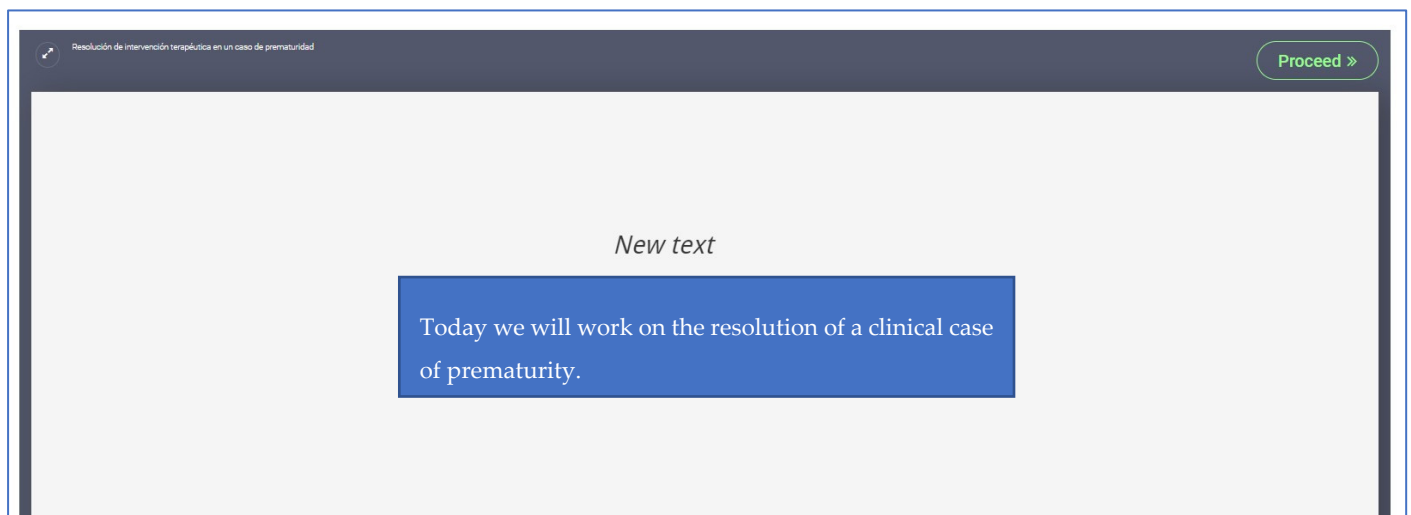 Resolución de intervención terapéutica en un caso de prematuridad
Proceed »
New text
Today we will work on the resolution of a clinical case
of prematurity.